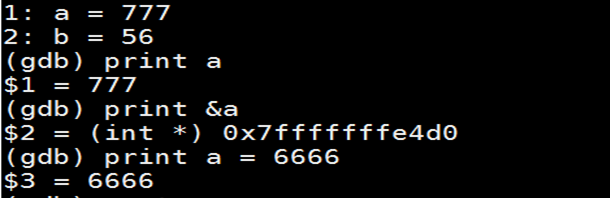 1: a = 777
2: b = 56
(gdb) print a
$1 = 777
(gdb) print &a
$2 = (int *) 0x7fffffffe4d0
(gdb) print a = 6666
$3 = 6666